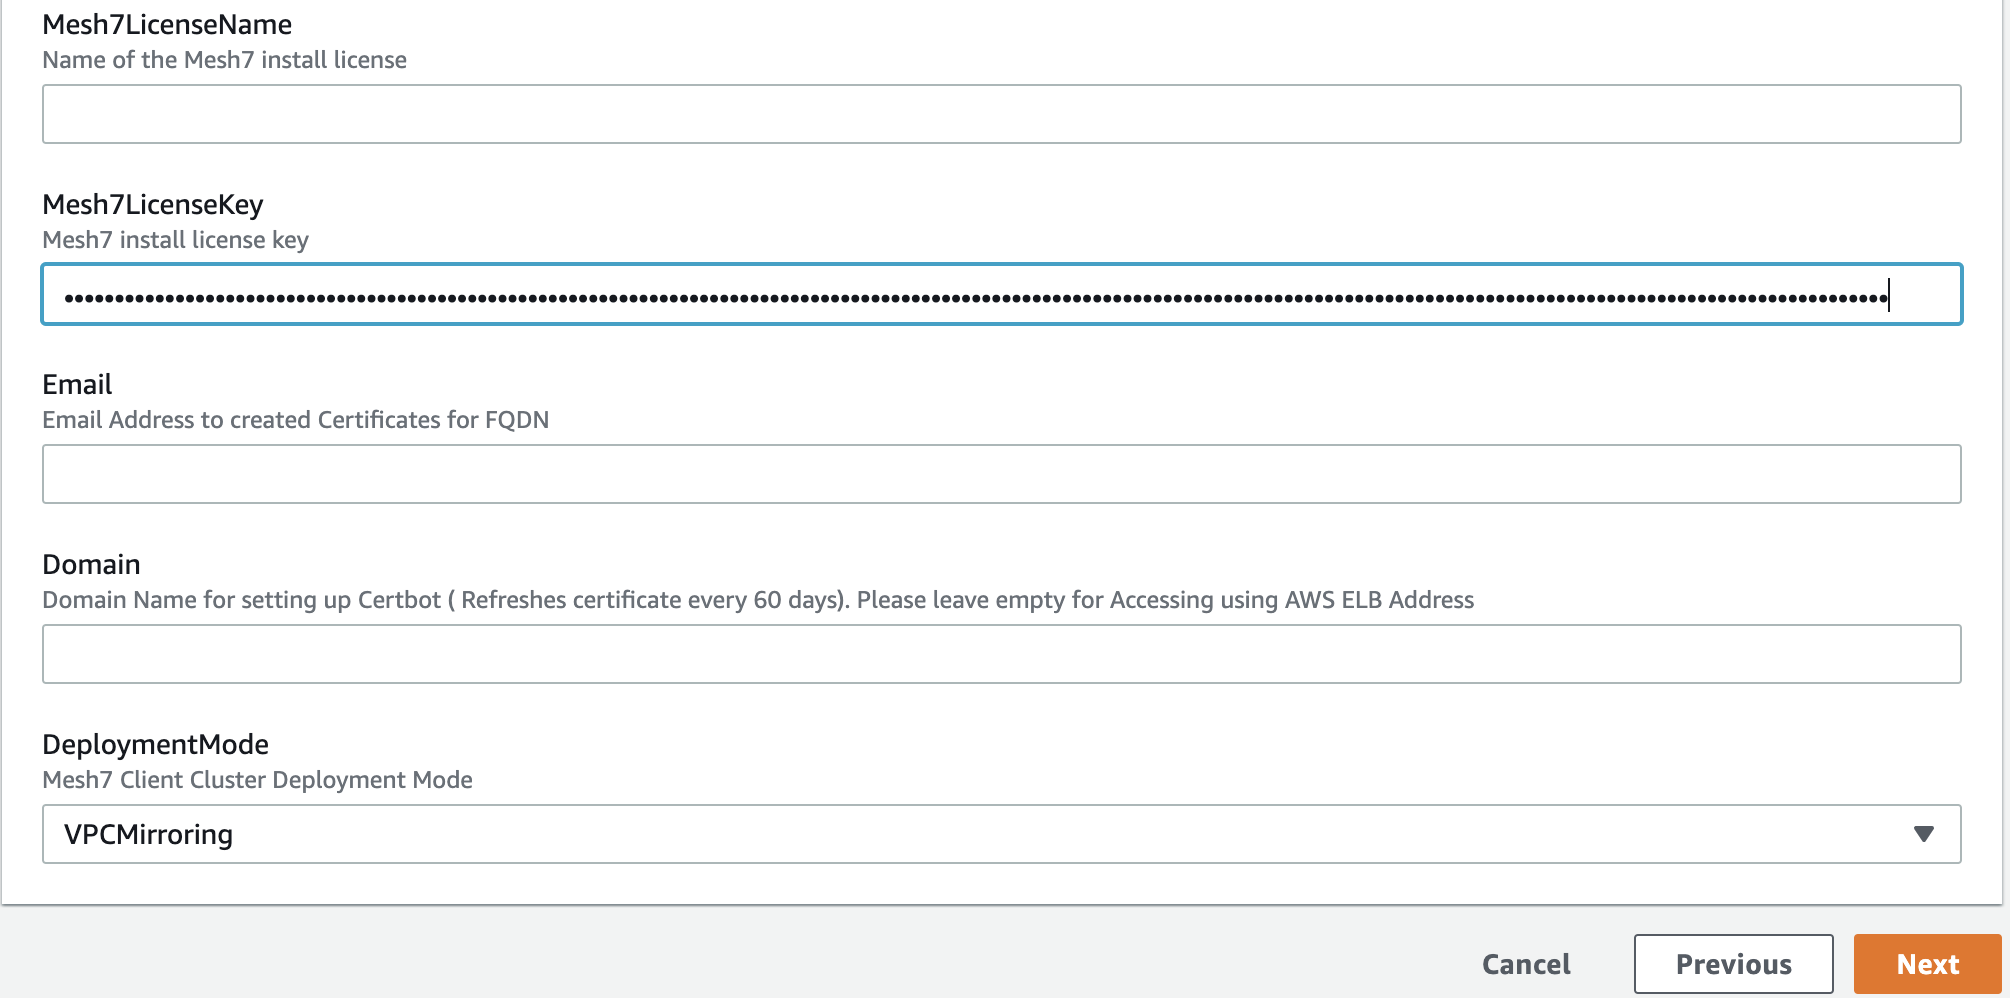 Mesh7LicenseName
Name of the Mesh7 install license
Mesh7LicenseKey
Mesh7 install license key
Email
Email Address to created Certificates for FQDN
Domain
Domain Name for setting up Certbot ( Refreshes certificate every 60 days). Please leave empty for Accessing using AWS ELB Address
DeploymentMode
Mesh7 Client Cluster Deployment Mode
VPCMirroring
Cancel Previous Next